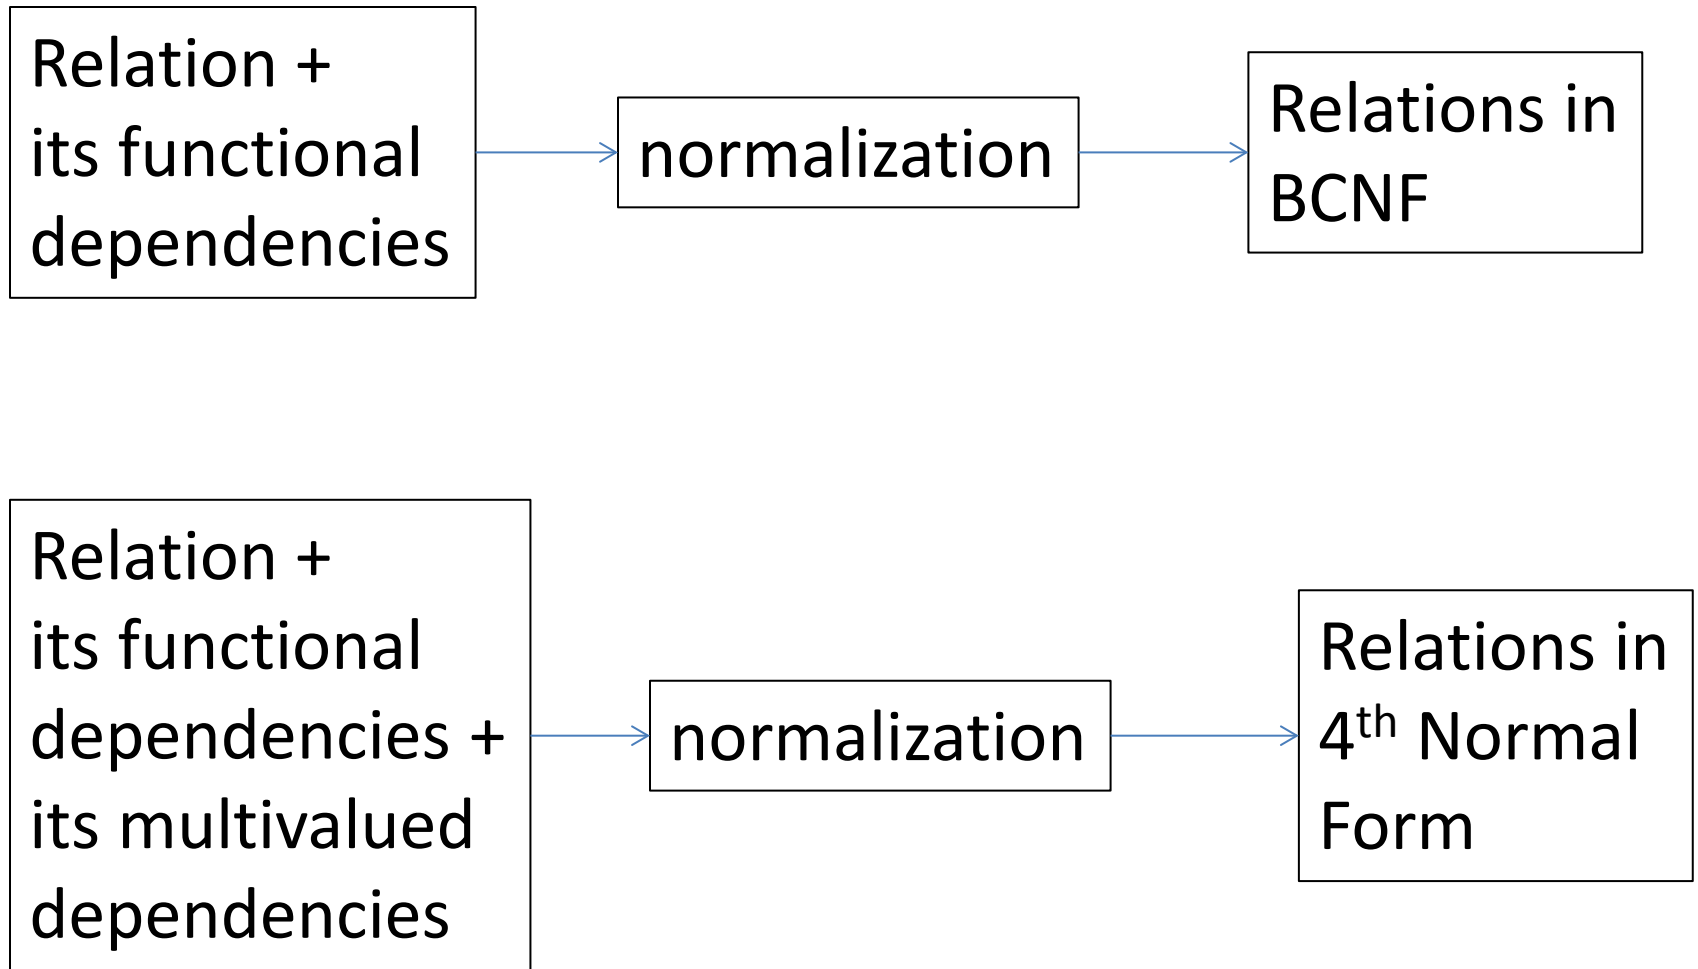 Relation +
its functional
dependencies
normalization
Relations in
BCNF
Relation +
its functional
dependencies +
its multivalued
dependencies
normalization
Relations in
4th Normal
Form